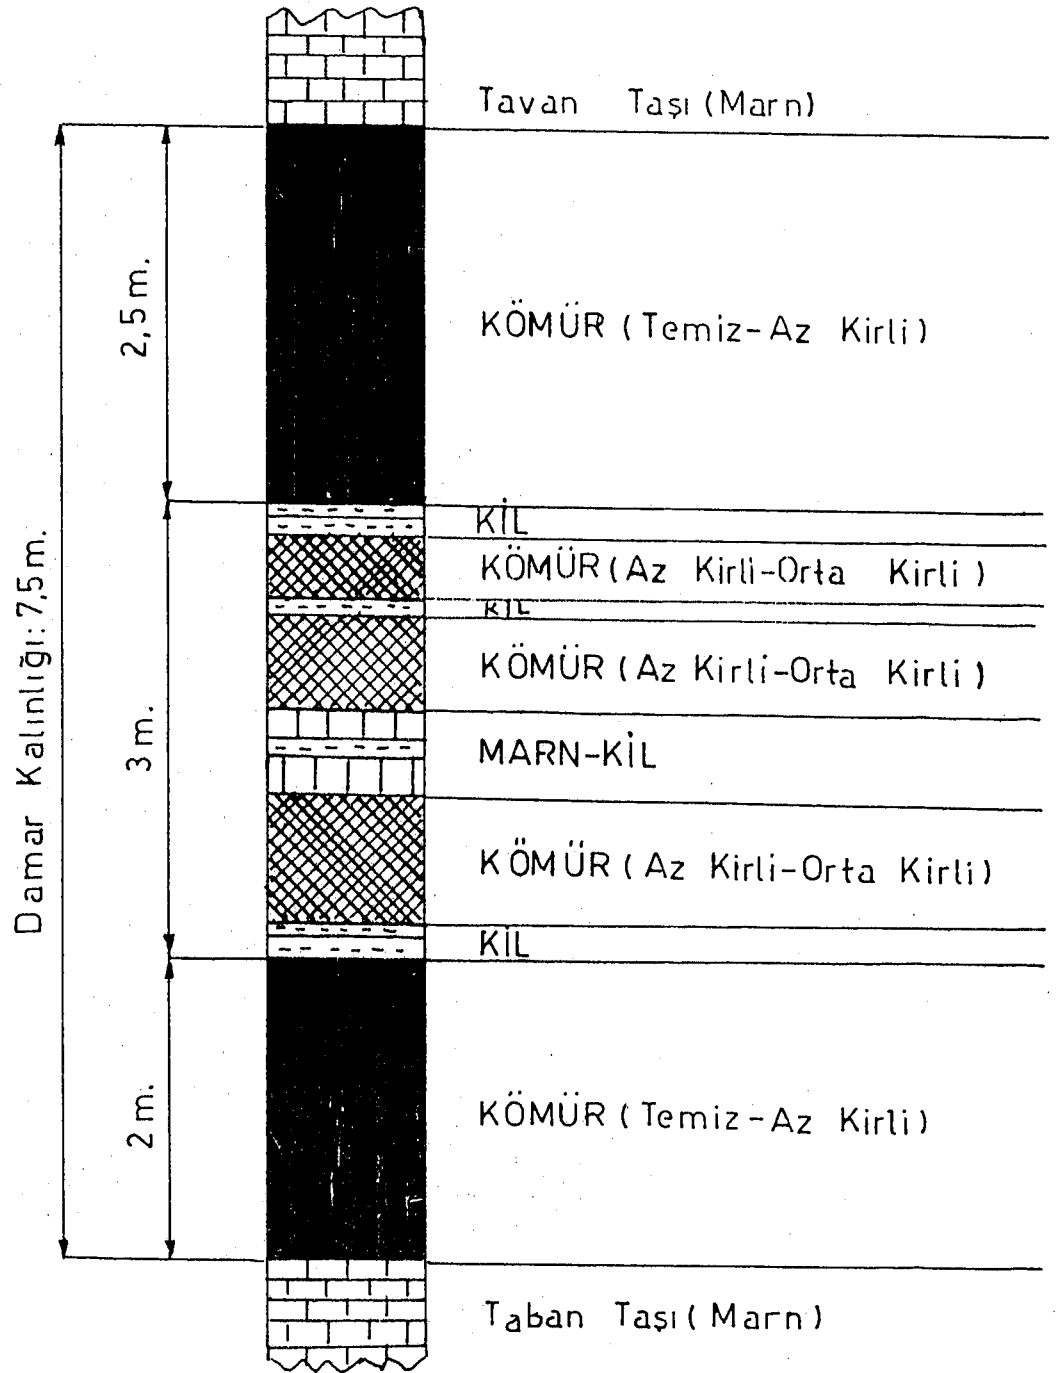 Tavan Taşı (Marn)
KÖMÜR (Temiz-Az Kirli)
KİL
KÖMÜR (Az Kirli-Orta Kirli)
KİL
KÖMÜR (Az Kirli-Orta Kirli)
MARN-KİL
KÖMÜR (Az Kirli-Orta Kirli)
KİL
KÖMÜR (Temiz-Az Kirli)
Taban Taşı (Marn)
Damar Kalınlığı: 7,5 m.
2,5 m.
3 m.
2 m.